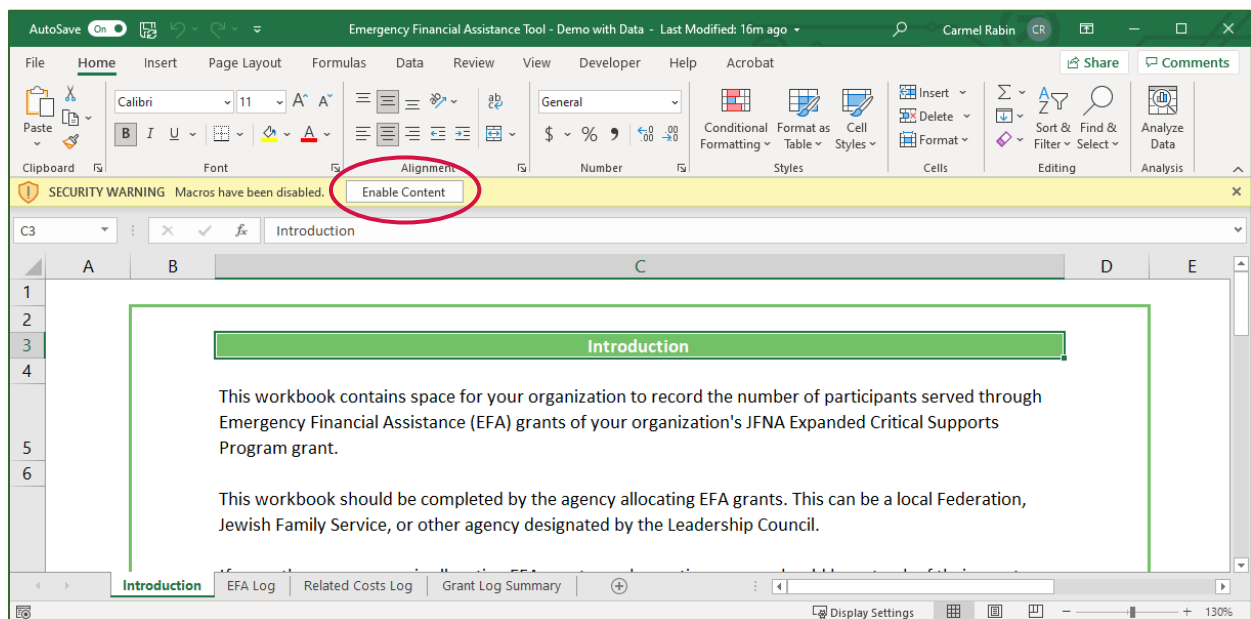 AutoSave On Emergency Financial Assistance Tool - Demo with Data - Last Modified: 16m ago Carmel Rabin CR
File Home Insert Page Layout Formulas Data Review View Developer Help Acrobat Share Comments
Paste
Calibri 11 A^ A˅
B I U A
ab
General
$ % 9 .00
Conditional Formatting
Format as Table
Cell Styles
Insert
Delete
Format
Sort & Filter
Find & Select
Analyze Data
Clipboard Font Alignment Number Styles Cells Editing Analysis
SECURITY WARNING Macros have been disabled. Enable Content
C3 fx Introduction
A B C D E
1
2
3 Introduction
4
This workbook contains space for your organization to record the number of participants served through
Emergency Financial Assistance (EFA) grants of your organization's JFNA Expanded Critical Supports
5 Program grant.
6
This workbook should be completed by the agency allocating EFA grants. This can be a local Federation,
Jewish Family Service, or other agency designated by the Leadership Council.
Introduction EFA Log Related Costs Log Grant Log Summary
Display Settings 130%